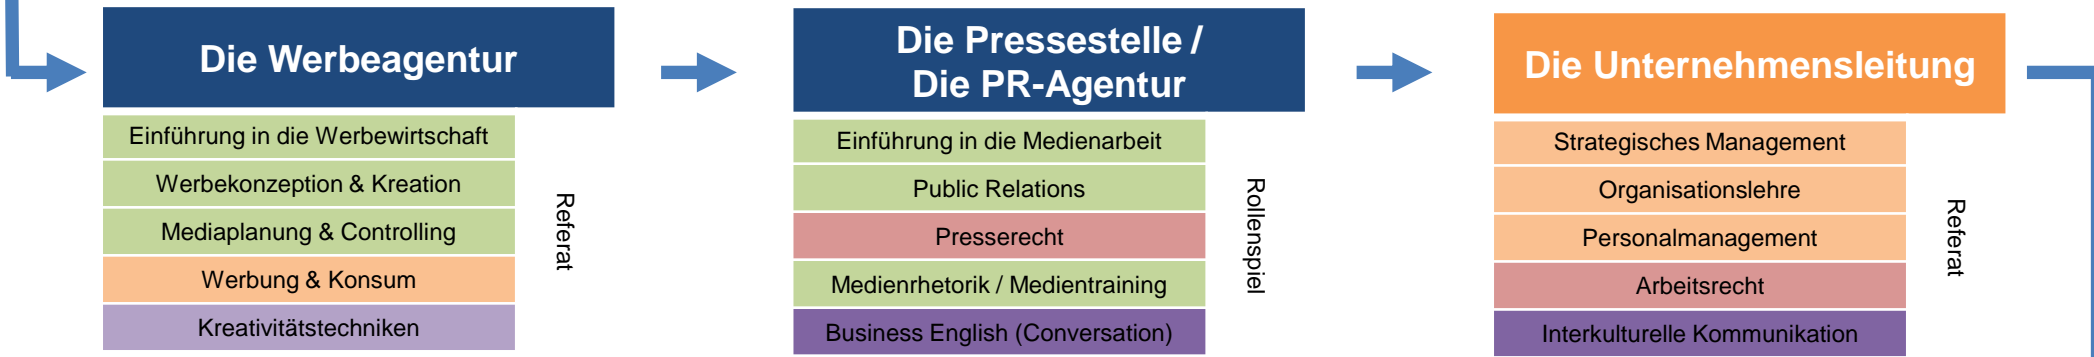 Die Werbeagentur
Einführung in die Werbewirtschaft
Werbekonzeption & Kreation
Mediaplanung & Controlling
Werbung & Konsum
Kreativitätstechniken
Referat
Die Pressestelle /
Die PR-Agentur
Einführung in die Medienarbeit
Public Relations
Presserecht
Medienrhetorik / Medientraining
Business English (Conversation)
Rollenspiel
Die Unternehmensleitung
Strategisches Management
Organisationslehre
Personalmanagement
Arbeitsrecht
Interkulturelle Kommunikation
Referat